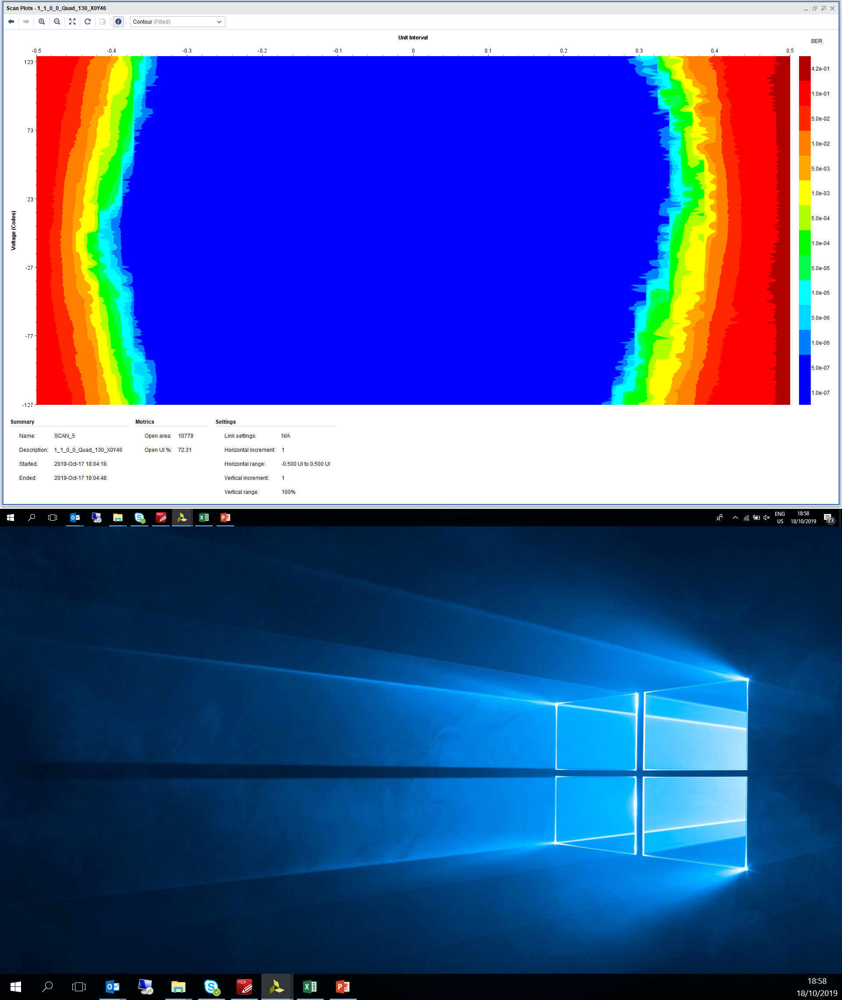 Scan Plots - 1_1_0_0_Quad_130_X0Y46
Contour (Filled)
Unit Interval
BER
-0.5 -0.4 -0.3 -0.2 -0.1 0 0.1 0.2 0.3 0.4 0.5
Voltage (Codes)
123
73
23
-27
-77
-127
4.2e-01
1.0e-01
5.0e-02
1.0e-02
5.0e-03
1.0e-03
5.0e-04
1.0e-04
5.0e-05
1.0e-05
5.0e-06
1.0e-06
5.0e-07
1.0e-07
Summary
Name: SCAN_5
Description: 1_1_0_0_Quad_130_X0Y46
Started: 2019-Oct-17 18:04:18
Ended: 2019-Oct-17 18:04:48
Metrics
Open area: 10779
Open UI %: 72.31
Settings
Link settings: N/A
Horizontal increment: 1
Horizontal range: -0.500 UI to 0.500 UI
Vertical increment: 1
Vertical range: 100%
PDF
ENG
US
18:58
18/10/2019
23
PDF
18:58
18/10/2019